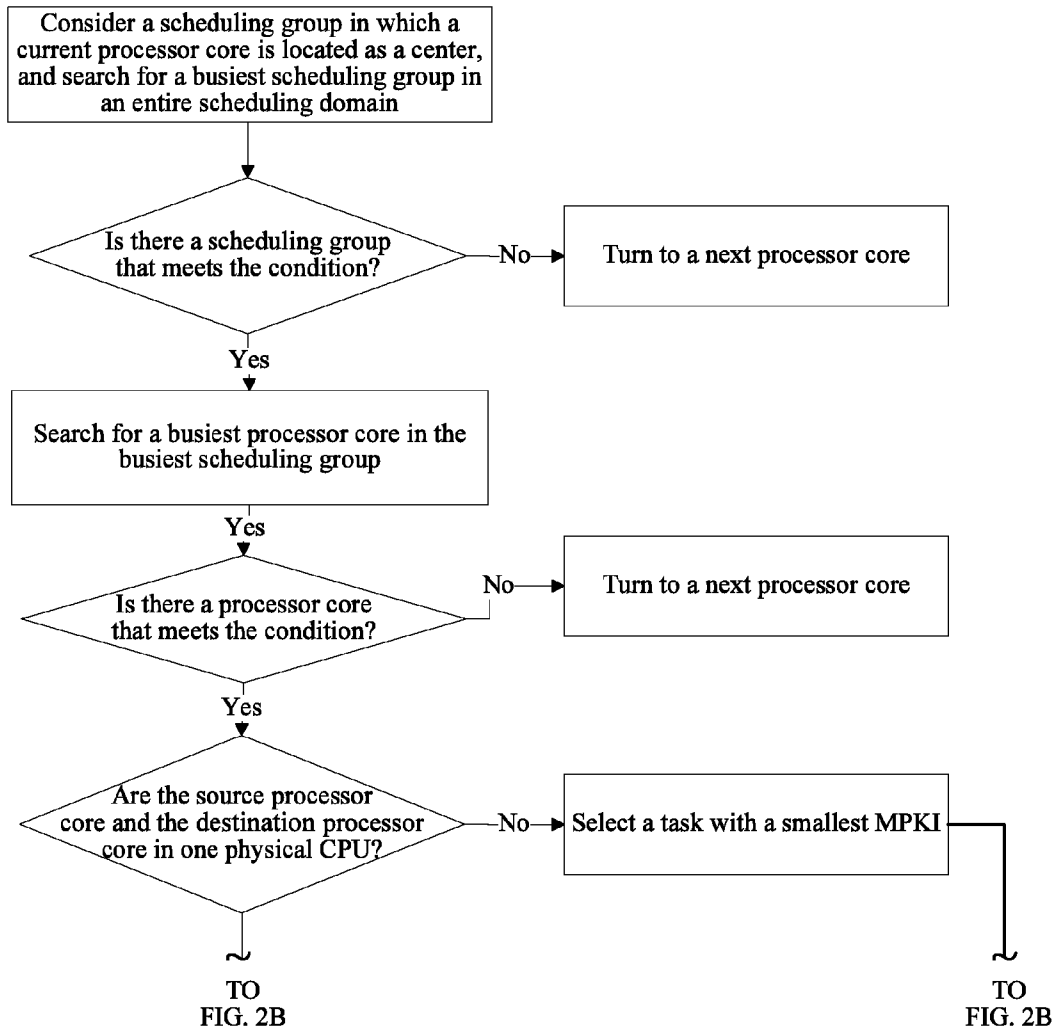 Consider a scheduling group in which
a current processor core is located as a center,
and search for a busiest scheduling group in
an entire scheduling domain
Is there a scheduling group
that meets the condition?
No
Turn to a next processor core
Yes
Search for a busiest processor core in the
busiest scheduling group
Yes
Is there a processor core
that meets the condition?
No
Turn to a next processor core
Yes
Are the source processor
core and the destination processor
core in one physical CPU?
No
Select a task with a smallest MPKI
TO
FIG. 2B
TO
FIG. 2B